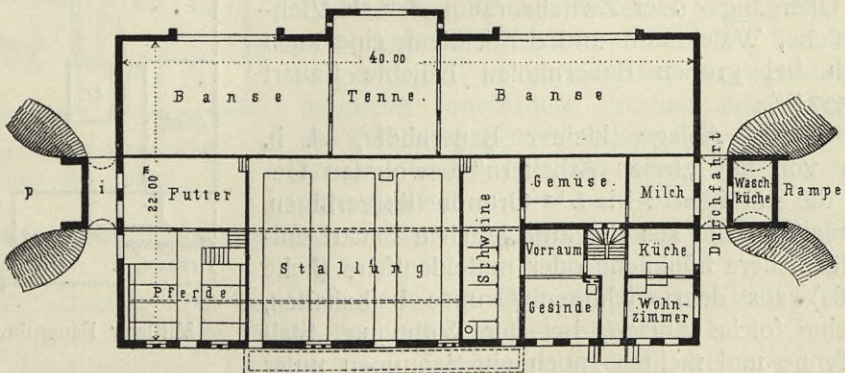 40.00
Banse Tenne. Banse
22.00 m
p i Futter Gemüse Milch Durchfahrt Wasch
küche Rampe
Stallung Schweine Vorraum Küche
Pferde Gesinde Wohn
zimmer